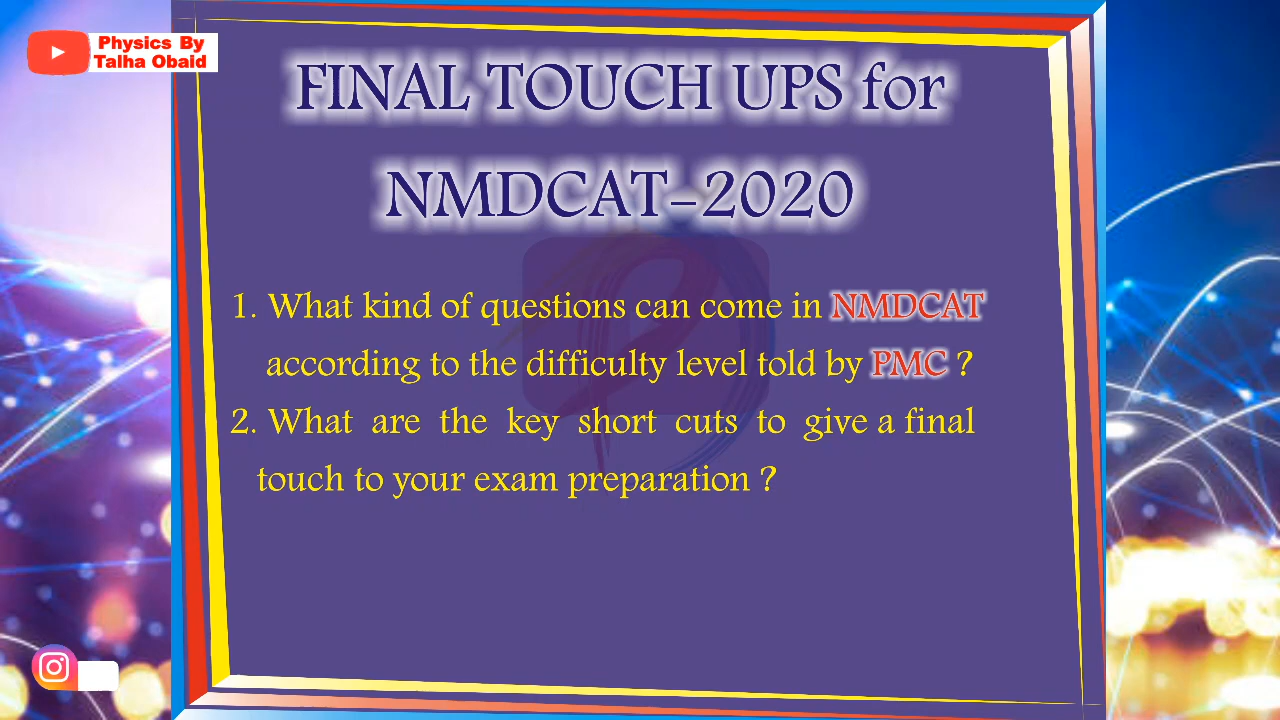 Physics By
Talha Obaid
FINAL TOUCH UPS for
NMDCAT-2020
1. What kind of questions can come in NMDCAT
according to the difficulty level told by PMC ?
2. What are the key short cuts to give a final
touch to your exam preparation ?